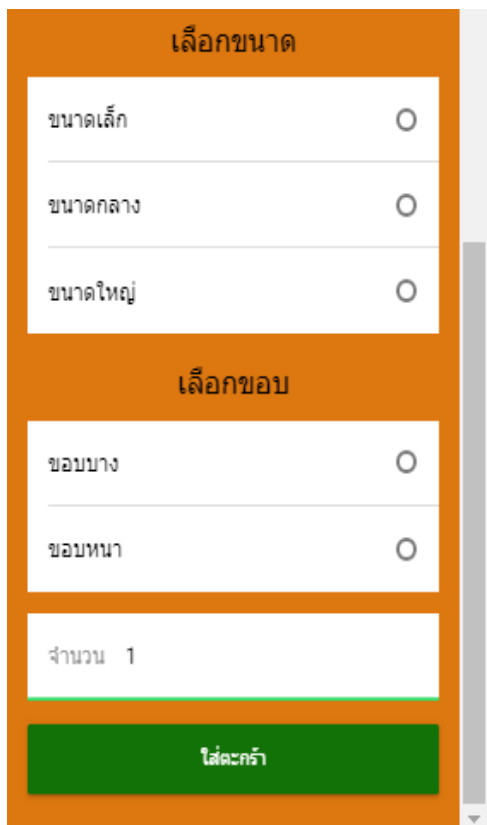 เลือกขนาด
ขนาดเล็ก
ขนาดกลาง
ขนาดใหญ่
เลือกขอบ
ขอบบาง
ขอบหนา
จำนวน 1
ใส่ตะกร้า